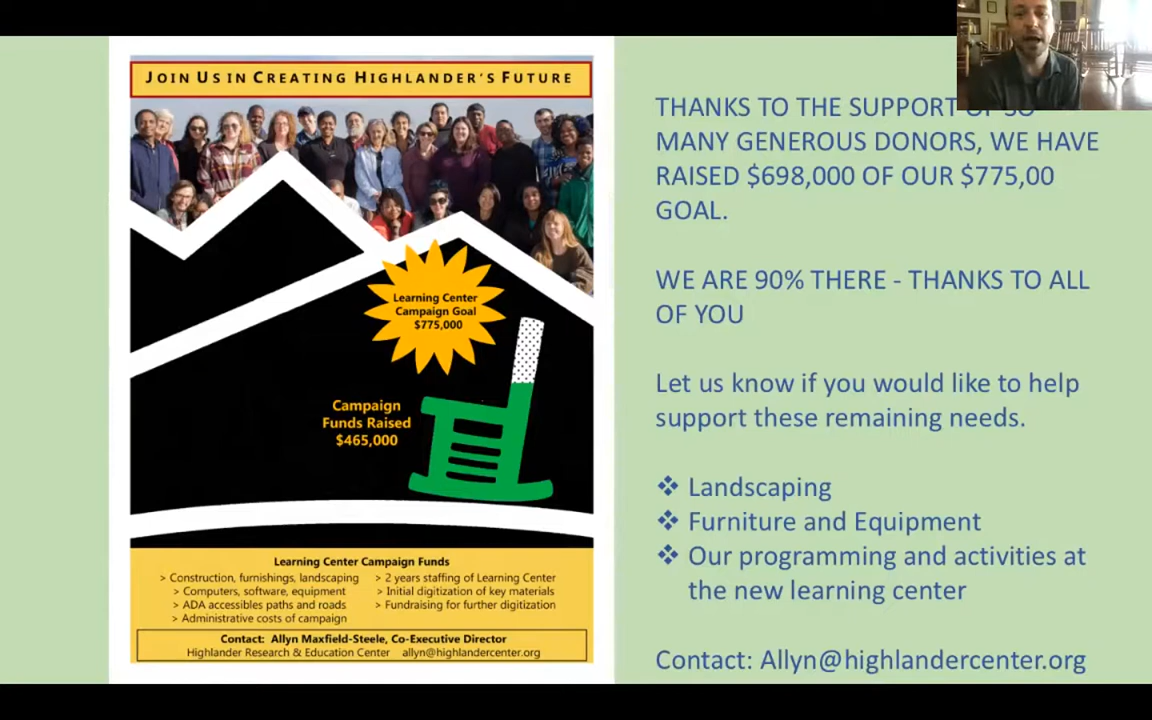 JOIN US IN CREATING HIGHLANDER'S FUTURE
Learning Center
Campaign Goal
$775,000
Campaign
Funds Raised
$465,000
Learning Center Campaign Funds
> Construction, furnishings, landscaping
> Computers, software, equipment
> ADA accessibles paths and roads
> Administrative costs of campaign
> 2 years staffing of Learning Center
> Initial digitization of key materials
> Fundraising for further digitization
Contact: Allyn Maxfield-Steele, Co-Executive Director
Highlander Research & Education Center allyn@highlandercenter.org
THANKS TO THE SUPPORT OF SO
MANY GENEROUS DONORS, WE HAVE
RAISED $698,000 OF OUR $775,00
GOAL.
WE ARE 90% THERE - THANKS TO ALL
OF YOU
Let us know if you would like to help
support these remaining needs.
❖ Landscaping
❖ Furniture and Equipment
❖ Our programming and activities at
the new learning center
Contact: Allyn@highlandercenter.org